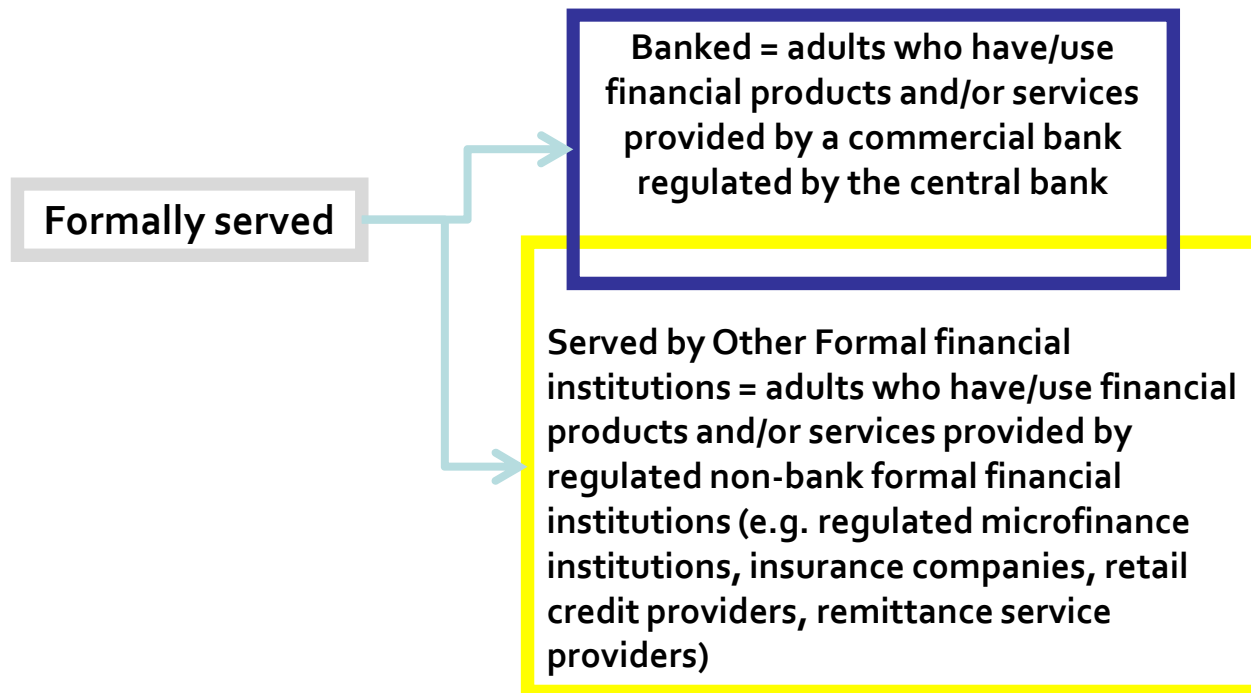 Banked = adults who have/use
financial products and/or services
provided by a commercial bank
regulated by the central bank
Formally served
Served by Other Formal financial
institutions = adults who have/use financial
products and/or services provided by
regulated non-bank formal financial
institutions (e.g. regulated microfinance
institutions, insurance companies, retail
credit providers, remittance service
providers)